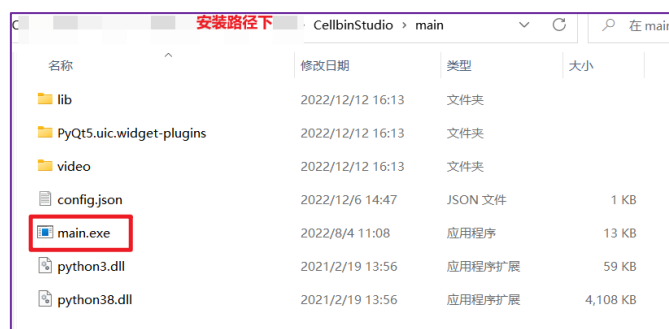 安装路径下 CellbinStudio > main 在 main
名称 修改日期 类型 大小
lib 2022/12/12 16:13 文件夹
PyQt5.uic.widget-plugins 2022/12/12 16:13 文件夹
video 2022/12/12 16:13 文件夹
config.json 2022/12/6 14:47 JSON 文件 1 KB
main.exe 2022/8/4 11:08 应用程序 13 KB
python3.dll 2021/2/19 13:56 应用程序扩展 59 KB
python38.dll 2021/2/19 13:56 应用程序扩展 4,108 KB